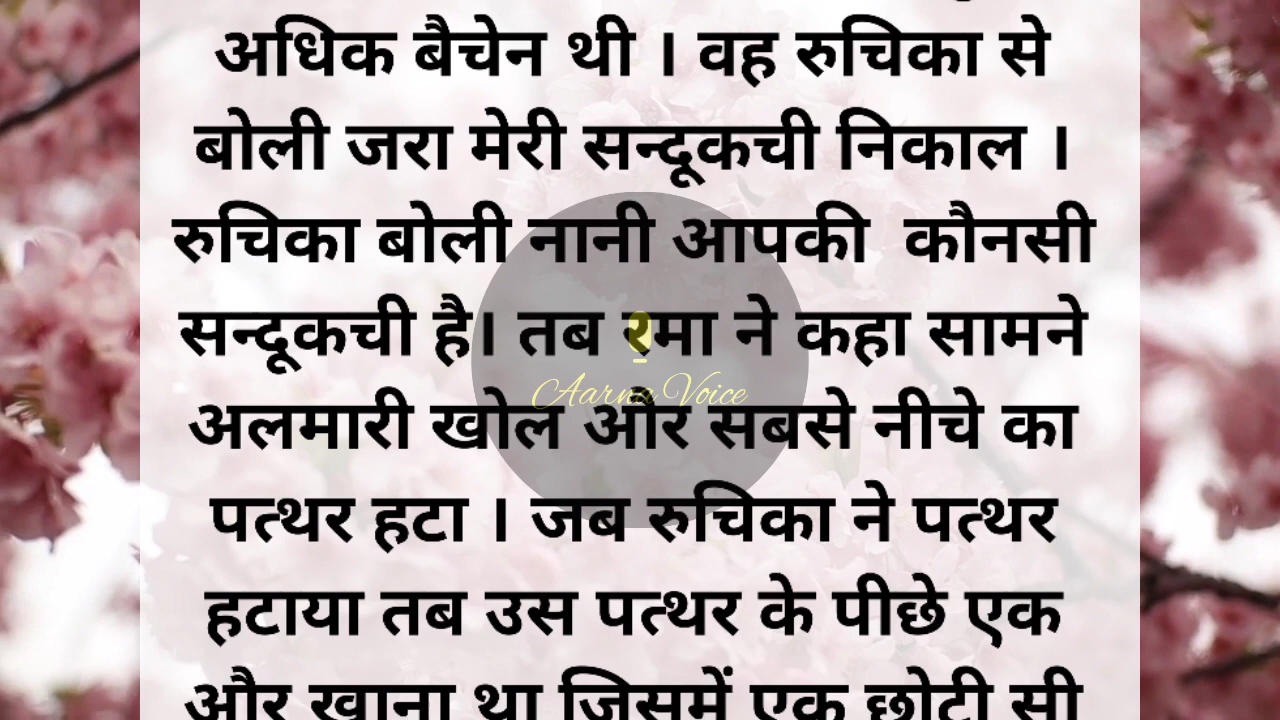 अधिक बैचेन थी । वह रुचिका से
बोली जरा मेरी सन्दूकची निकाल ।
रुचिका बोली नानी आपकी कौनसी
सन्दूकची है। तब रमा ने कहा सामने
Aarna Voice
अलमारी खोल और सबसे नीचे का
पत्थर हटा । जब रुचिका ने पत्थर
हटाया तब उस पत्थर के पीछे एक
और खाना था जिसमें एक छोटी सी